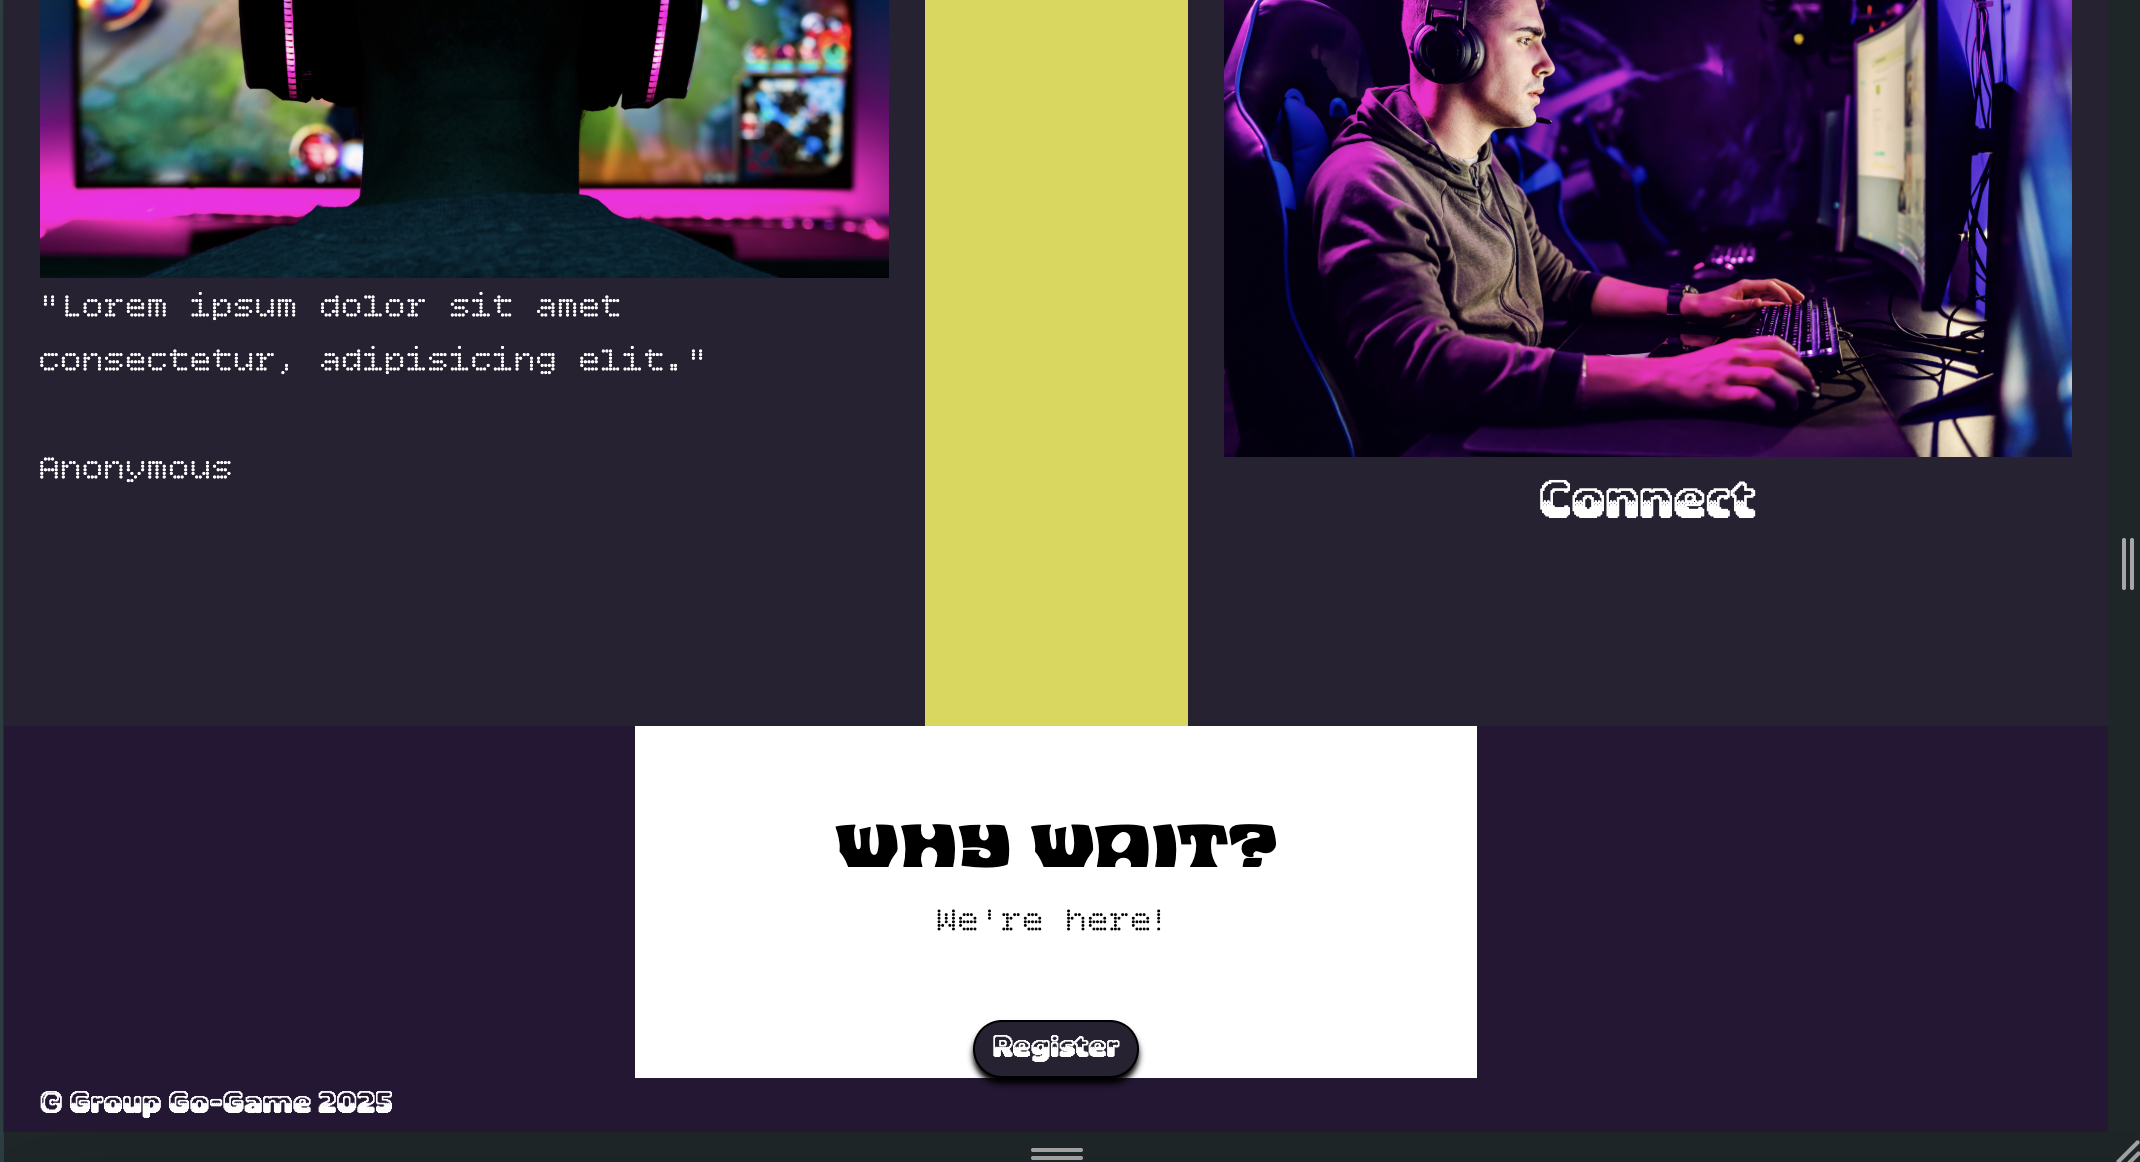 "Lorem ipsum dolor sit amet
consectetur, adipisicing elit."
Anonymous
Connect
WHY WAIT?
We're here!
Register
© Group Go-Game 2025